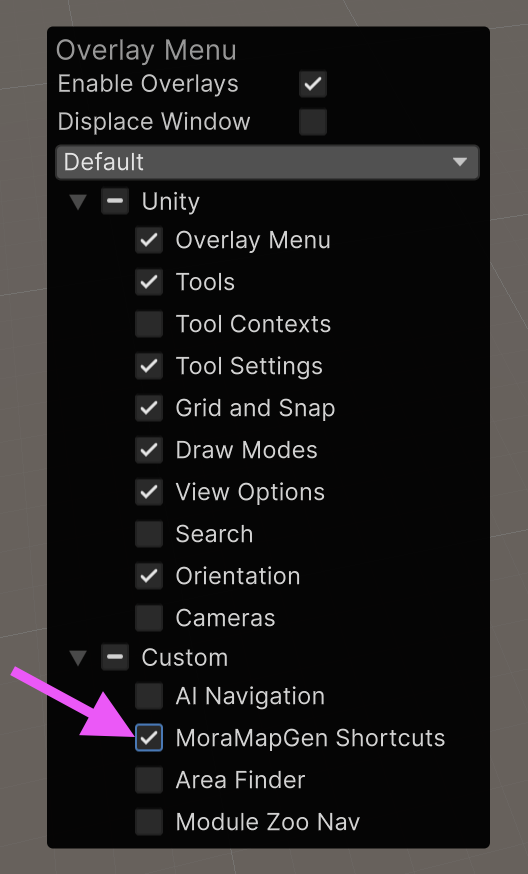 Overlay Menu
Enable Overlays
Displace Window
Default
Unity
Overlay Menu
Tools
Tool Contexts
Tool Settings
Grid and Snap
Draw Modes
View Options
Search
Orientation
Cameras
Custom
AI Navigation
MoraMapGen Shortcuts
Area Finder
Module Zoo Nav